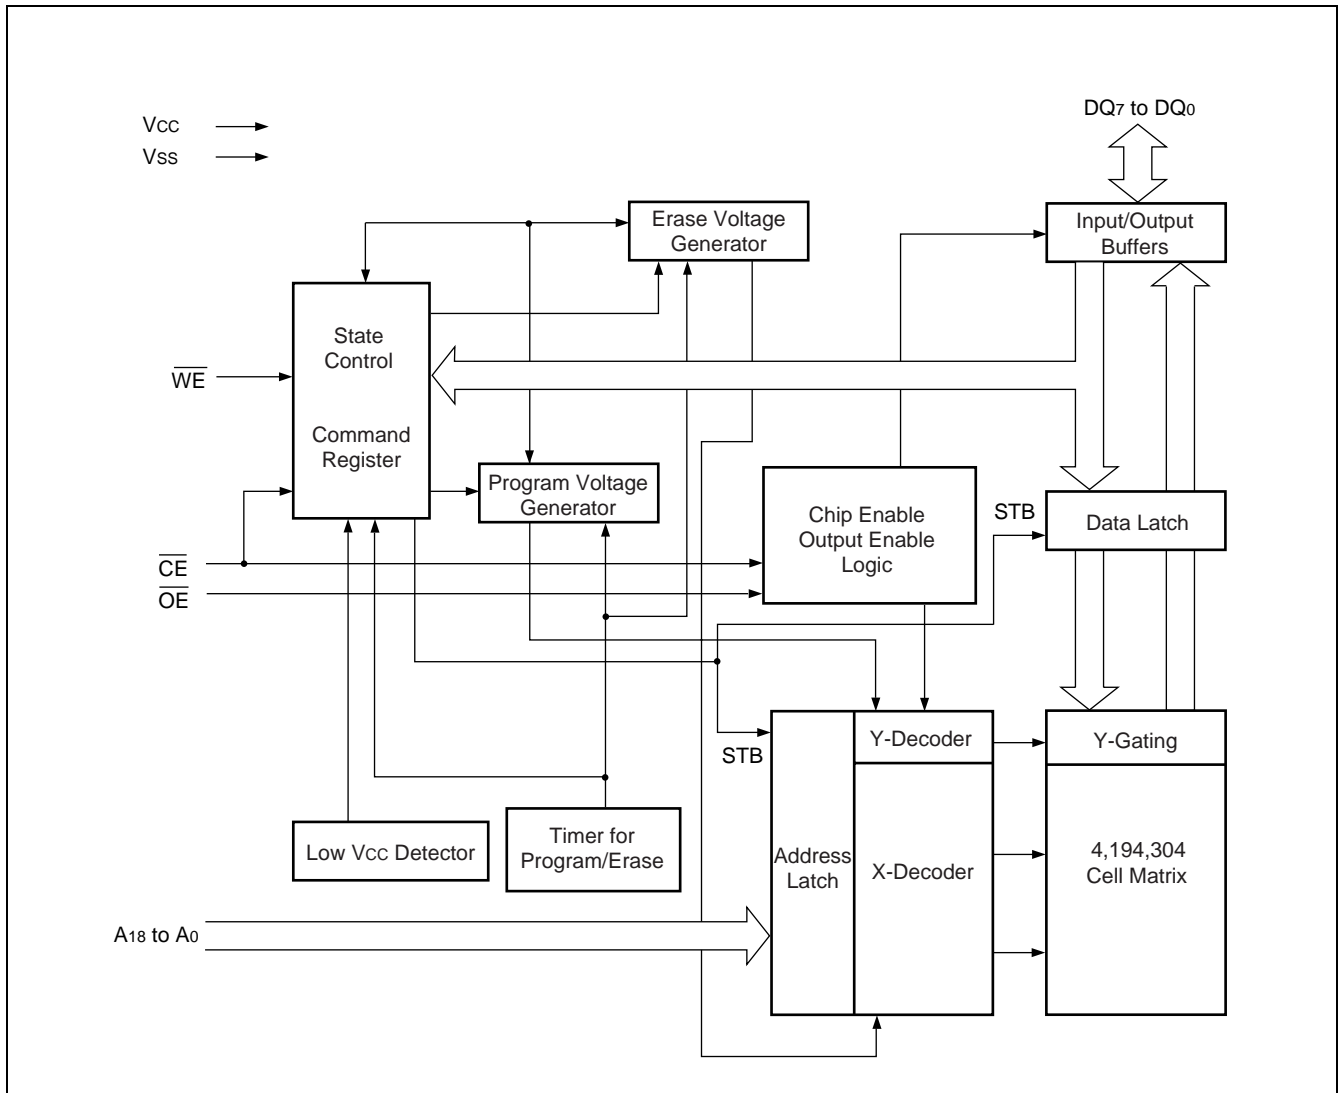 VCC
VSS
DQ7 to DQ0
Erase Voltage
Generator
Input/Output
Buffers
State
Control
WE
Command
Register
Program Voltage
Generator
Chip Enable
Output Enable
Logic
STB
Data Latch
CE
OE
STB
Y-Decoder
Y-Gating
Low VCC Detector
Timer for
Program/Erase
Address
Latch
X-Decoder
4,194,304
Cell Matrix
A18 to A0